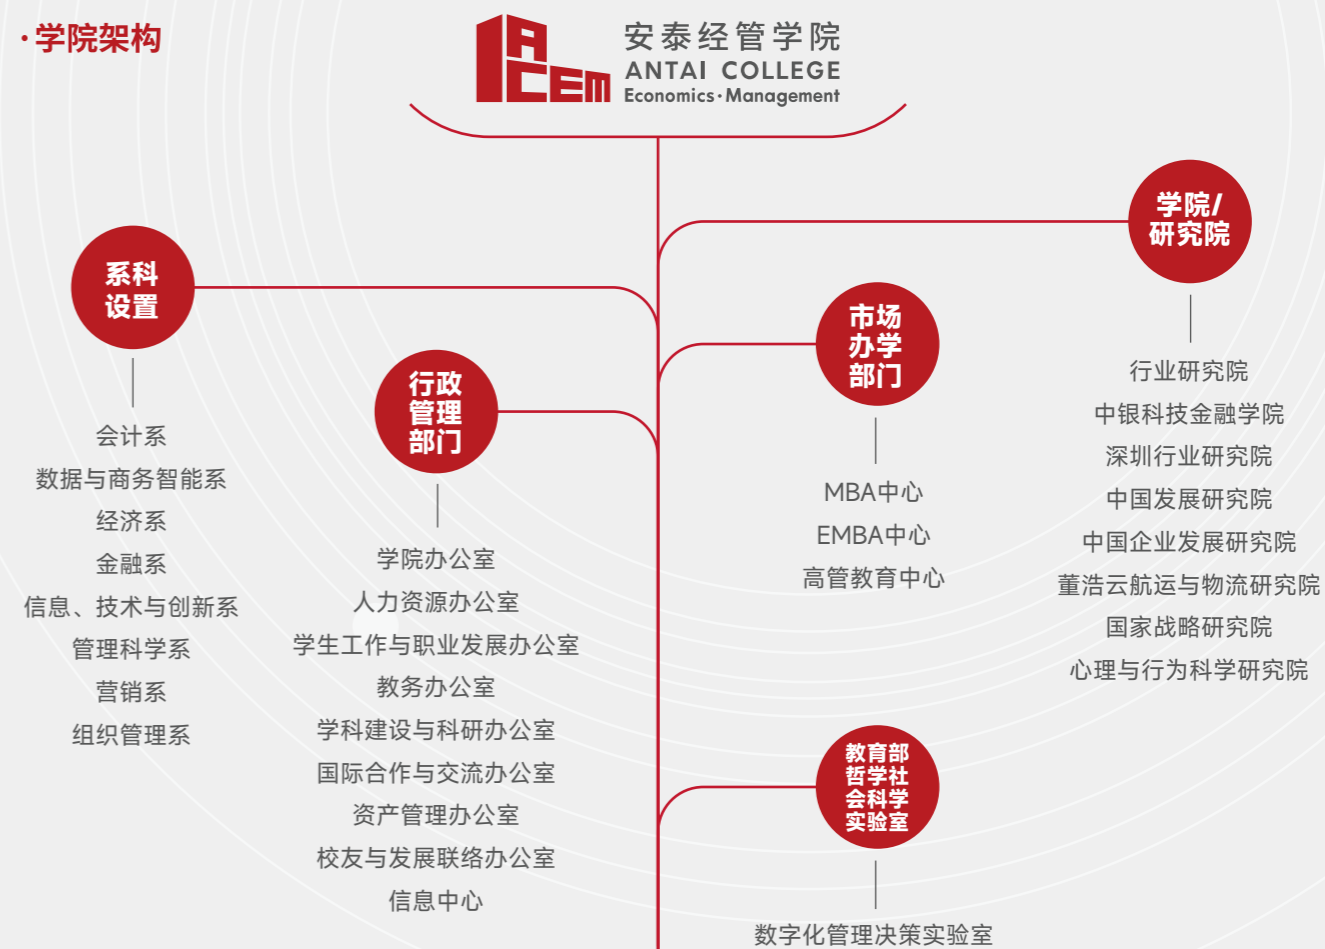 ·学院架构
ACEM
安泰经管学院
ANTAI COLLEGE
Economics·Management
系科
设置
会计系
数据与商务智能系
经济系
金融系
信息、技术与创新系
管理科学系
营销系
组织管理系
行政
管理
部门
学院办公室
人力资源办公室
学生工作与职业发展办公室
教务办公室
学科建设与科研办公室
国际合作与交流办公室
资产管理办公室
校友与发展联络办公室
信息中心
市场
办学
部门
MBA中心
EMBA中心
高管教育中心
学院/
研究院
行业研究院
中银科技金融学院
深圳行业研究院
中国发展研究院
中国企业发展研究院
董浩云航运与物流研究院
国家战略研究院
心理与行为科学研究院
教育部
哲学社
会科学
实验室
数字化管理决策实验室